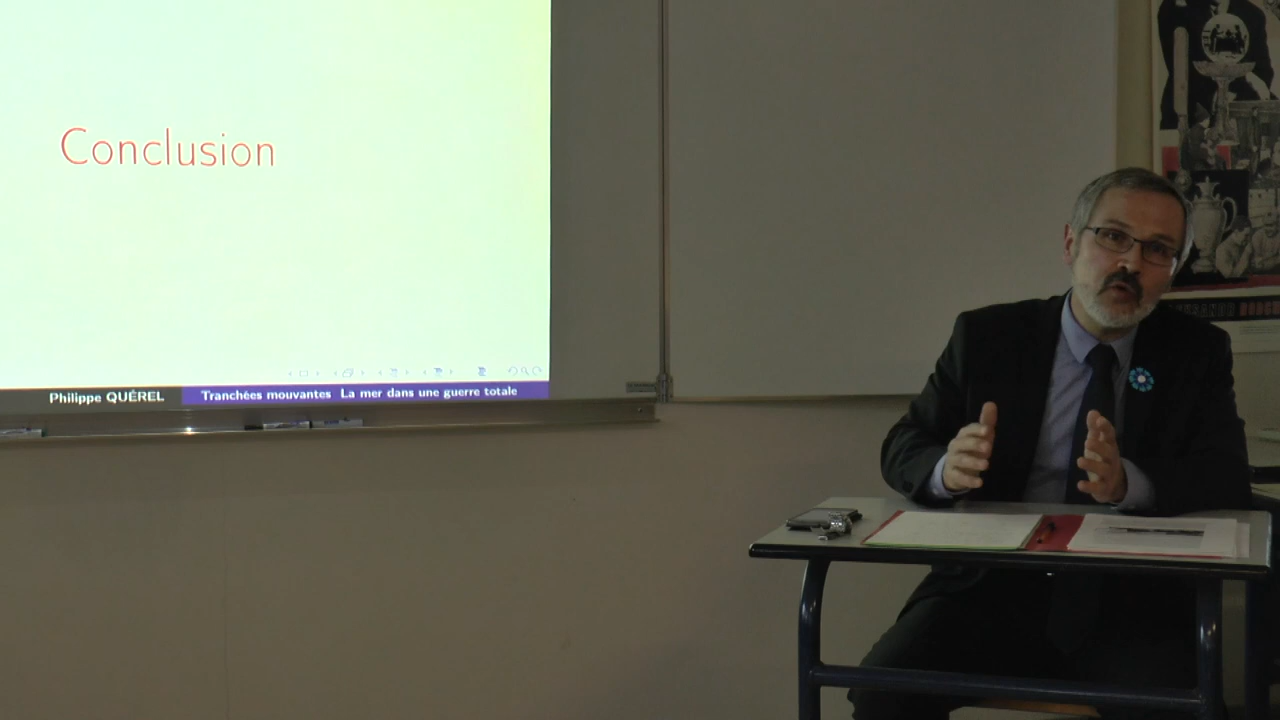 Conclusion
Philippe QUÉREL
Tranchées mouvantes La mer dans une guerre totale